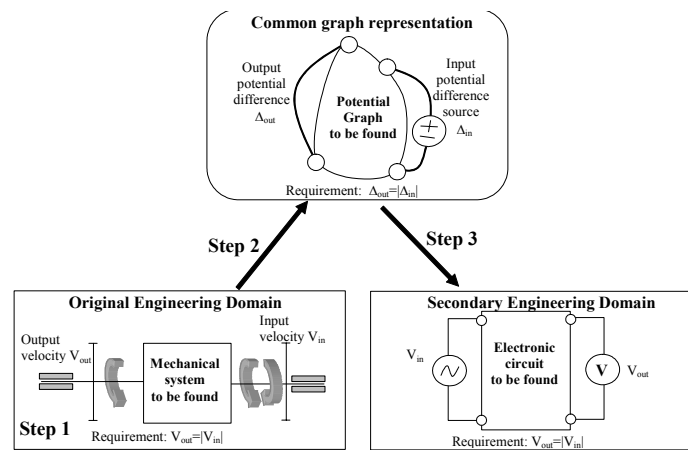 Common graph representation
Output
potential
difference
Δout
Potential
Graph
to be found
Input
potential
difference
source
Δin
Requirement: Δout=|Δin|
Step 2
Step 3
Original Engineering Domain
Output
velocity Vout
Mechanical
system
to be found
Input
velocity Vin
Step 1
Requirement: Vout=|Vin|
Secondary Engineering Domain
Vin
Electronic
circuit
to be found
V
Vout
Requirement: Vout=|Vin|